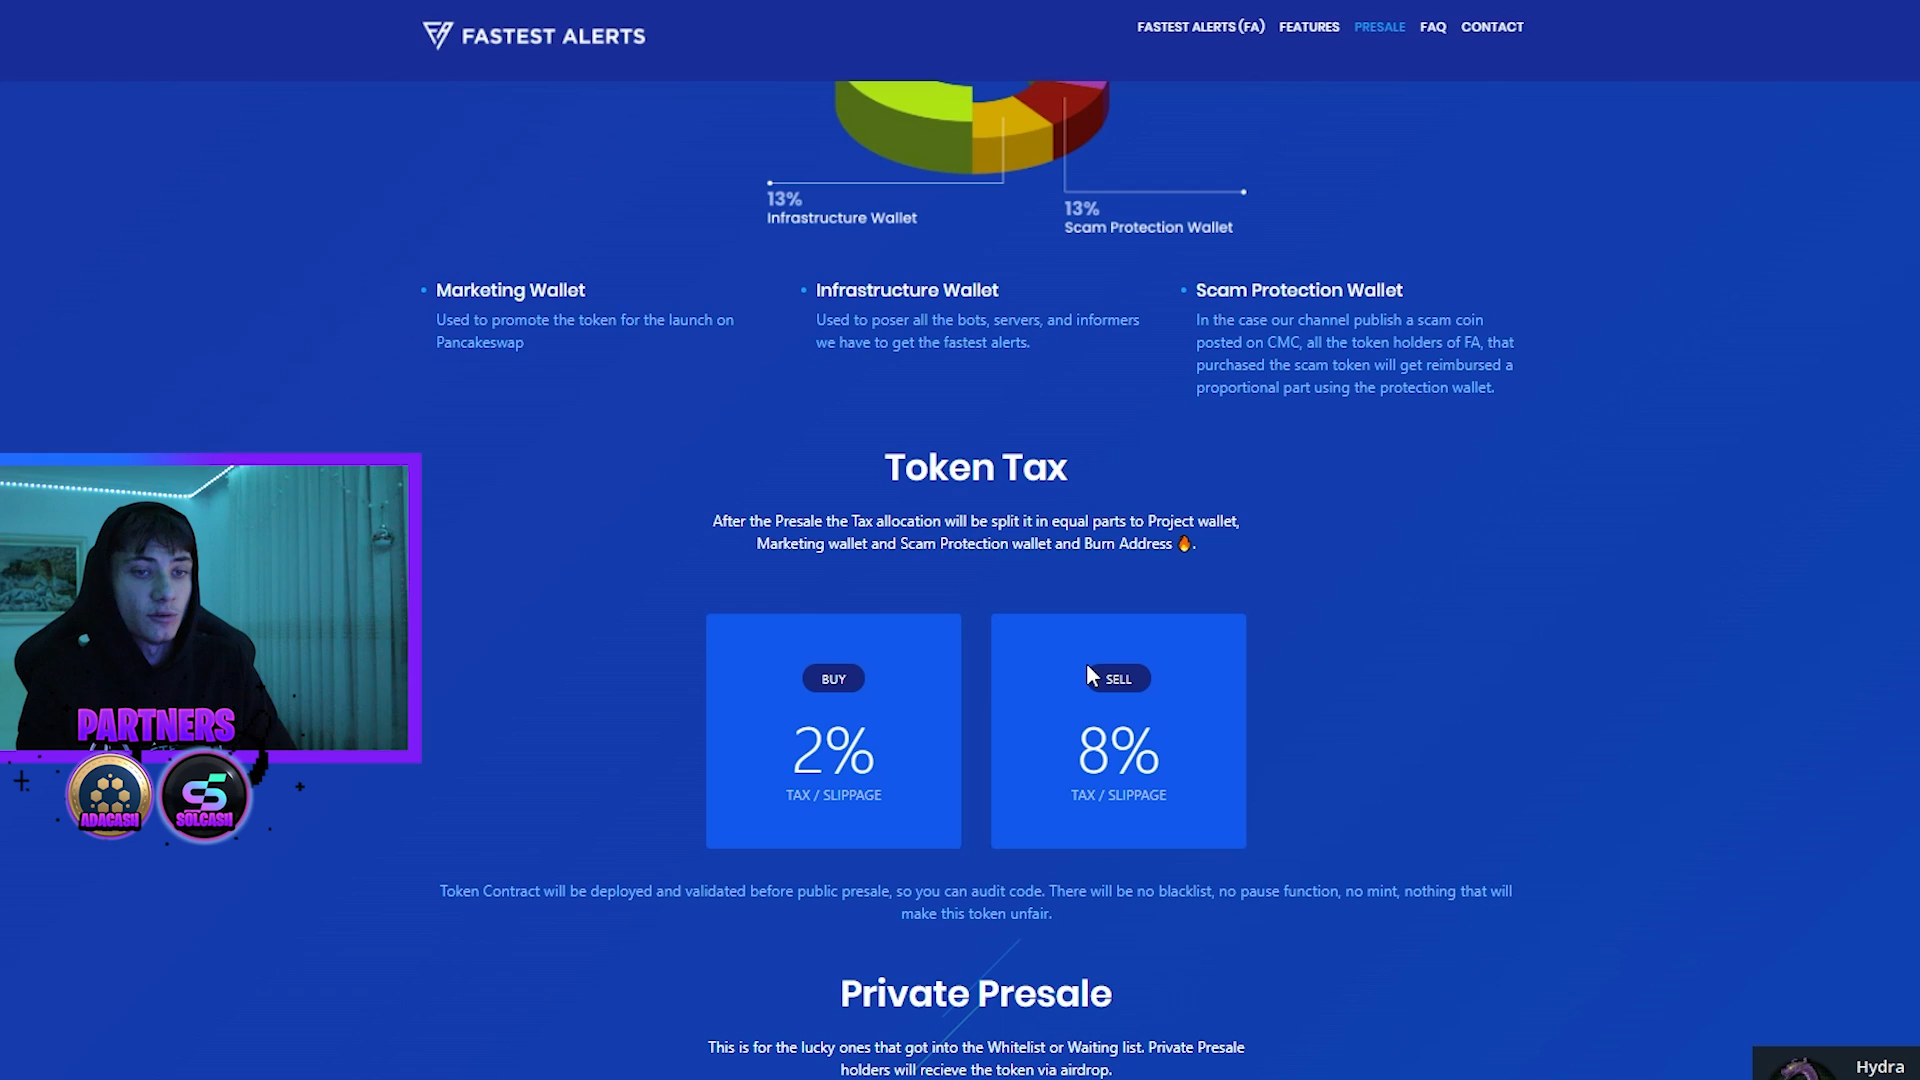 FASTEST ALERTS
FASTEST ALERTS (FA) FEATURES PRESALE FAQ CONTACT
13%
Infrastructure Wallet
13%
Scam Protection Wallet
Marketing Wallet
Used to promote the token for the launch on
Pancakeswap
Infrastructure Wallet
Used to poser all the bots, servers, and informers
we have to get the fastest alerts.
Scam Protection Wallet
In the case our channel publish a scam coin
posted on CMC, all the token holders of FA, that
purchased the scam token will get reimbursed a
proportional part using the protection wallet.
Token Tax
After the Presale the Tax allocation will be split it in equal parts to Project wallet,
Marketing wallet and Scam Protection wallet and Burn Address 🔥.
BUY
2%
TAX / SLIPPAGE
SELL
8%
TAX / SLIPPAGE
PARTNERS
ADACASH
SOLCASH
Token Contract will be deployed and validated before public presale, so you can audit code. There will be no blacklist, no pause function, no mint, nothing that will
make this token unfair.
Private Presale
This is for the lucky ones that got into the Whitelist or Waiting list. Private Presale
holders will recieve the token via airdrop.
Hydra